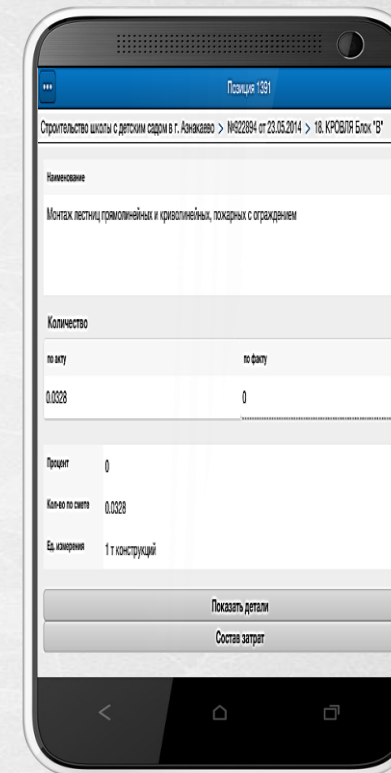 Позиция 1391
Строительство школы с детским садом в г. Азнакаево > №922894 от 23.05.2014 > 18. КРОВЛЯ Блок "В"
Наименование
Монтаж лестниц прямолинейных и криволинейных, пожарных с ограждением
Количество
по акту по факту
0.0328 0
Процент 0
Кол-во по смете 0.0328
Ед. измерения 1 т конструкций
Показать детали
Состав затрат